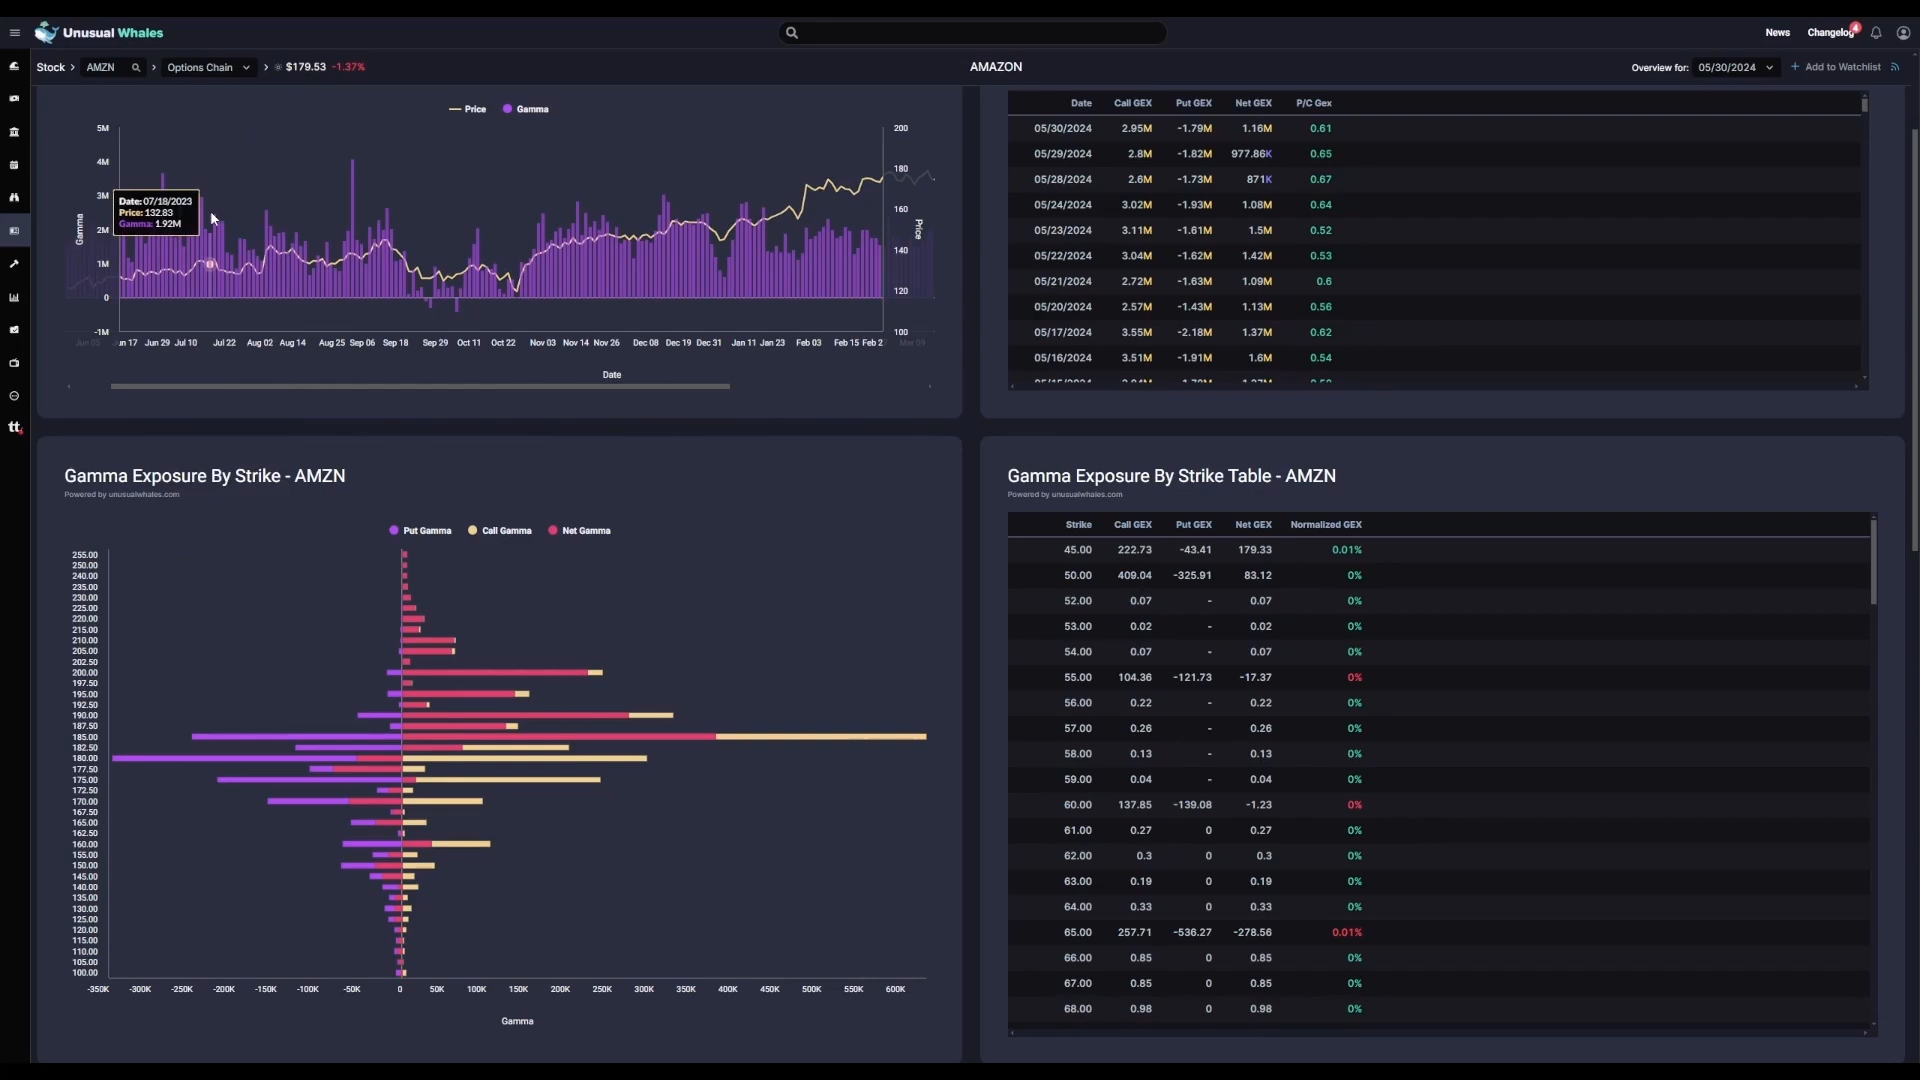 Unusual Whales
News Changelog 4
Stock > AMZN > Options Chain > $179.53 -1.37%
AMAZON
Overview for: 05/30/2024 + Add to Watchlist
tt
Price Gamma
5M
4M
3M
2M
1M
0
-1M
Gamma
Date: 07/18/2023
Price: 132.83
Gamma: 1.92M
200
180
160
140
120
100
Price
Jun 05 un 17 Jun 29 Jul 10 Jul 22 Aug 02 Aug 14 Aug 25 Sep 06 Sep 18 Sep 29 Oct 11 Oct 22 Nov 03 Nov 14 Nov 26 Dec 08 Dec 19 Dec 31 Jan 11 Jan 23 Feb 03 Feb 15 Feb 2 Mar 09
Date
Date Call GEX Put GEX Net GEX P/C Gex
05/30/2024 2.95M -1.79M 1.16M 0.61
05/29/2024 2.8M -1.82M 977.86K 0.65
05/28/2024 2.6M -1.73M 871K 0.67
05/24/2024 3.02M -1.93M 1.08M 0.64
05/23/2024 3.11M -1.61M 1.5M 0.52
05/22/2024 3.04M -1.62M 1.42M 0.53
05/21/2024 2.72M -1.63M 1.09M 0.6
05/20/2024 2.57M -1.43M 1.13M 0.56
05/17/2024 3.55M -2.18M 1.37M 0.62
05/16/2024 3.51M -1.91M 1.6M 0.54
Gamma Exposure By Strike - AMZN
Powered by unusualwhales.com
Put Gamma Call Gamma Net Gamma
255.00
250.00
240.00
235.00
230.00
225.00
220.00
215.00
210.00
205.00
202.50
200.00
197.50
195.00
192.50
190.00
187.50
185.00
182.50
180.00
177.50
175.00
172.50
170.00
167.50
165.00
162.50
160.00
155.00
150.00
145.00
140.00
135.00
130.00
125.00
120.00
115.00
110.00
105.00
100.00
-350K -300K -250K -200K -150K -100K -50K 0 50K 100K 150K 200K 250K 300K 350K 400K 450K 500K 550K 600K
Gamma
Gamma Exposure By Strike Table - AMZN
Powered by unusualwhales.com
Strike Call GEX Put GEX Net GEX Normalized GEX
45.00 222.73 -43.41 179.33 0.01%
50.00 409.04 -325.91 83.12 0%
52.00 0.07 - 0.07 0%
53.00 0.02 - 0.02 0%
54.00 0.07 - 0.07 0%
55.00 104.36 -121.73 -17.37 0%
56.00 0.22 - 0.22 0%
57.00 0.26 - 0.26 0%
58.00 0.13 - 0.13 0%
59.00 0.04 - 0.04 0%
60.00 137.85 -139.08 -1.23 0%
61.00 0.27 0 0.27 0%
62.00 0.3 0 0.3 0%
63.00 0.19 0 0.19 0%
64.00 0.33 0 0.33 0%
65.00 257.71 -536.27 -278.56 0.01%
66.00 0.85 0 0.85 0%
67.00 0.85 0 0.85 0%
68.00 0.98 0 0.98 0%